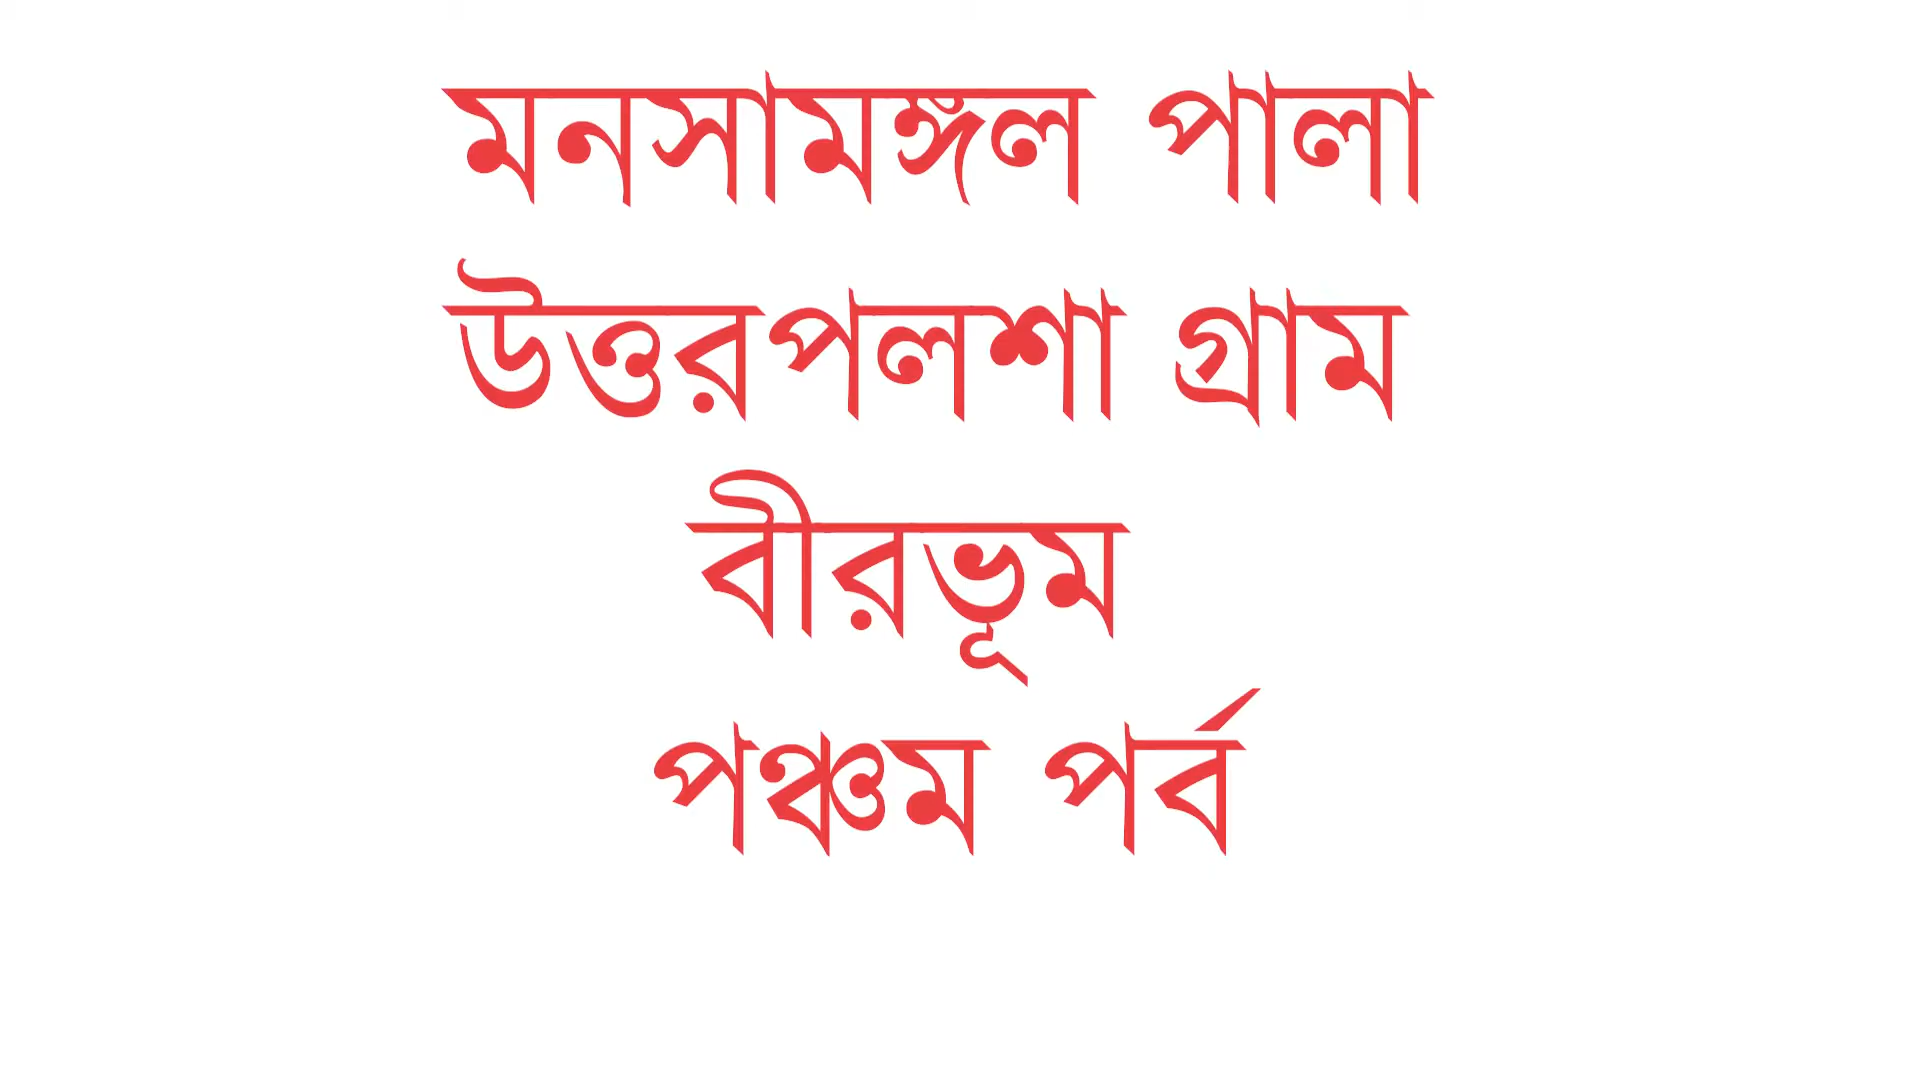 মনসামঙ্গল পালা
উত্তরপলশা গ্রাম
বীরভূম
পঞ্চম পর্ব